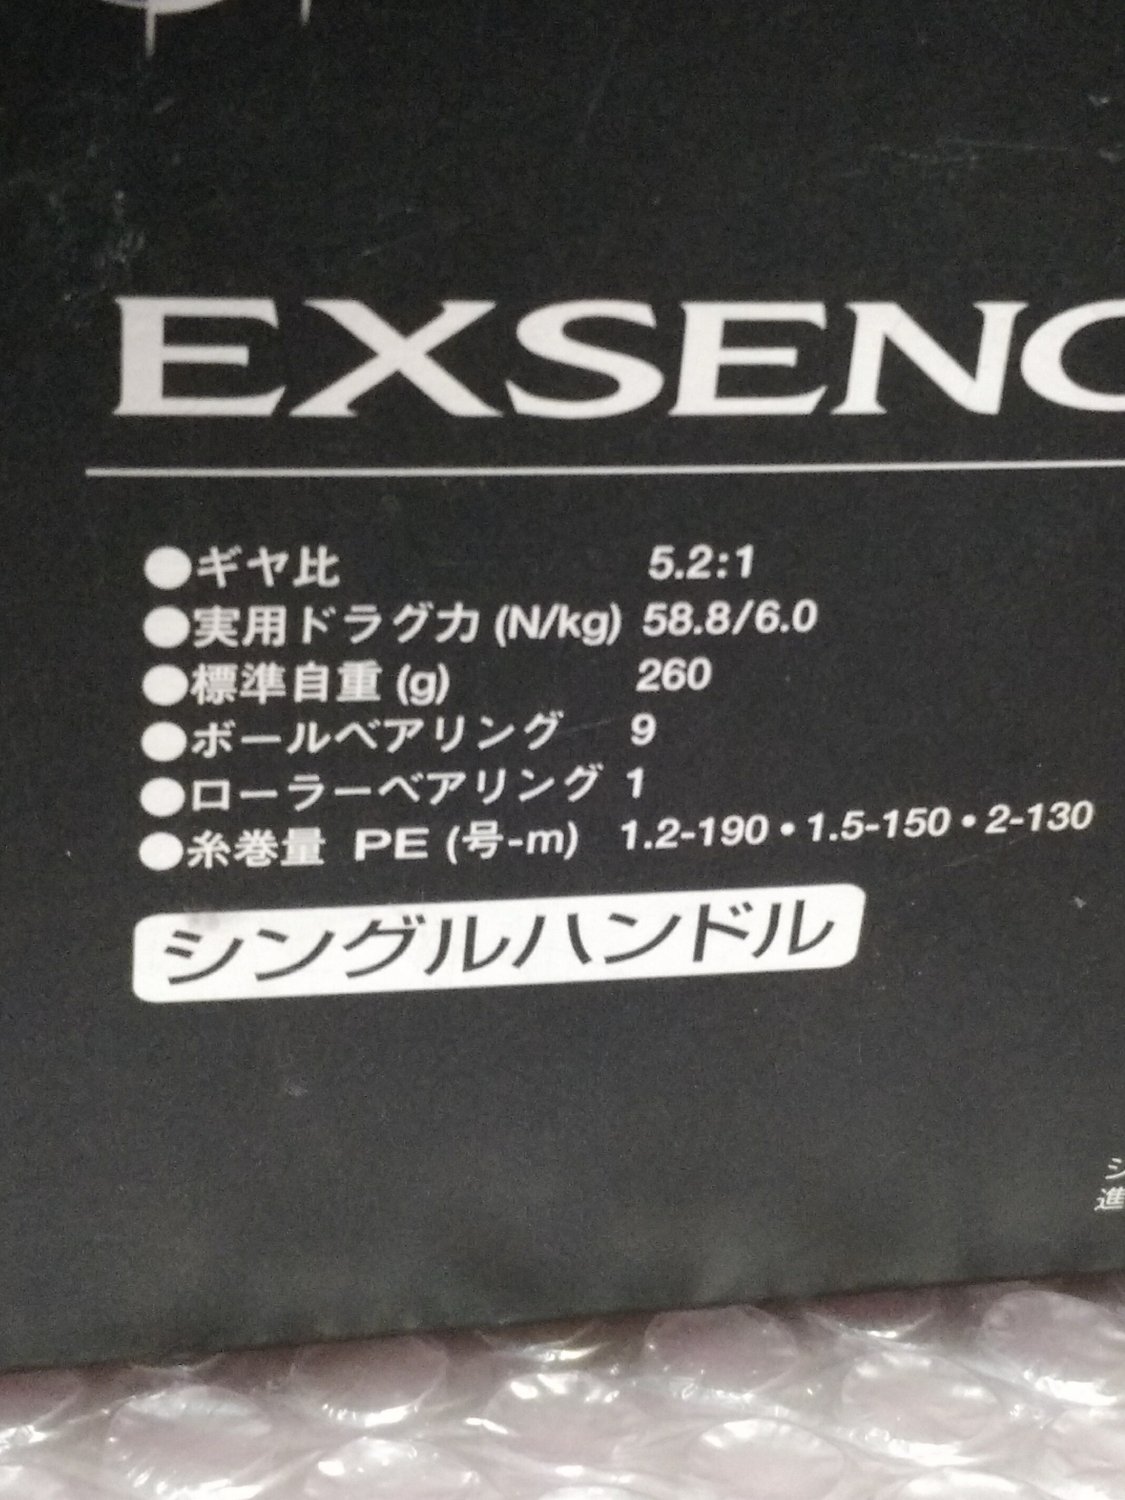 EXSENC
●ギヤ比 5.2:1
●実用ドラグ力 (N/kg) 58.8/6.0
●標準自重 (g) 260
●ボールベアリング 9
●ローラーベアリング 1
●糸巻量 PE (号-m) 1.2-190・1.5-150・2-130
シングルハンドル
シ
進